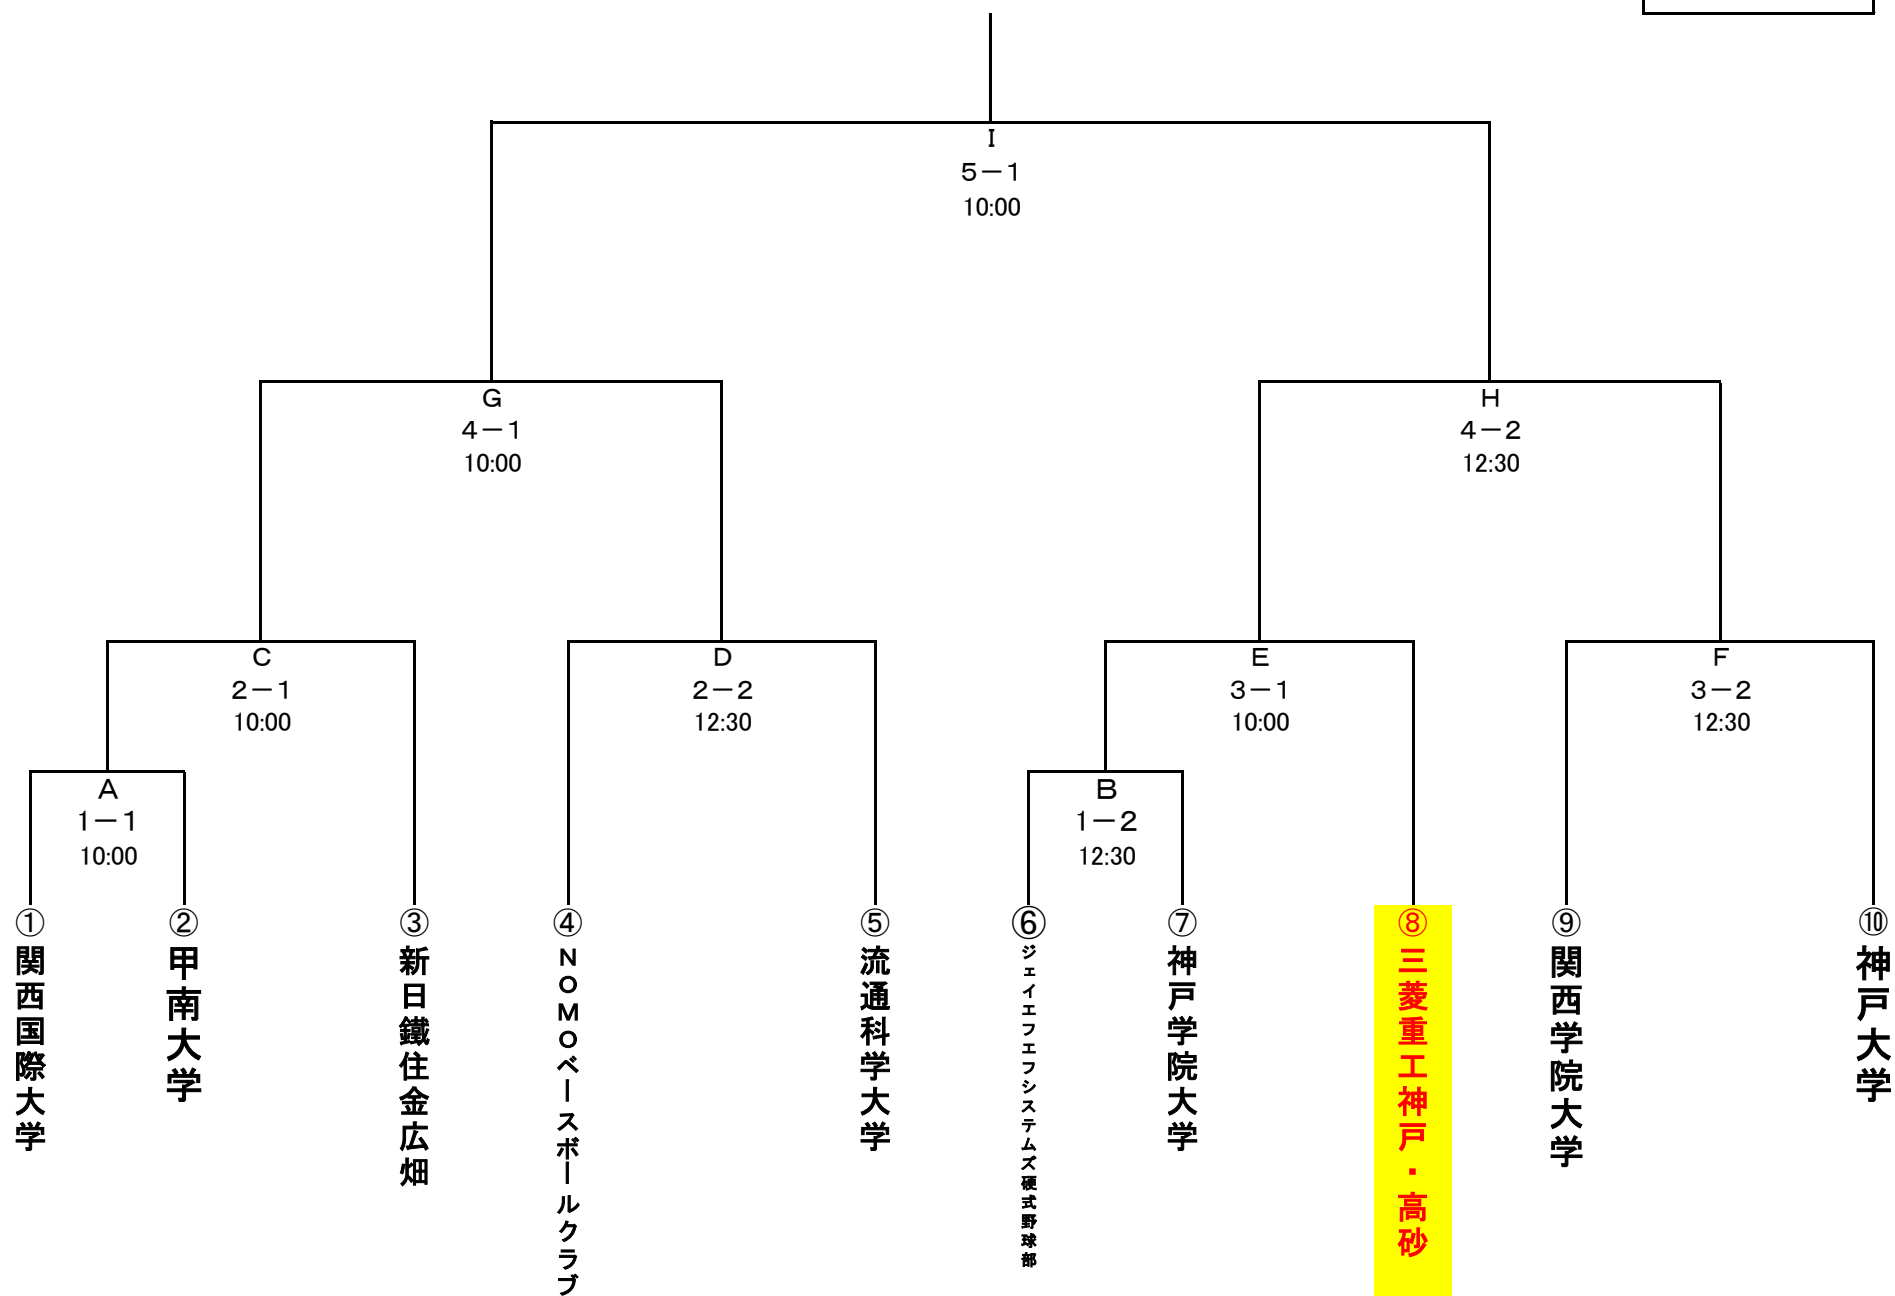 I
5－1
10:00
G
4－1
10:00
H
4－2
12:30
C
2－1
10:00
D
2－2
12:30
E
3－1
10:00
F
3－2
12:30
A
1－1
10:00
B
1－2
12:30
①関西国際大学
②甲南大学
③新日鐵住金広畑
④NOMOベースボールクラブ
⑤流通科学大学
⑥ジェイエフエフシステムズ硬式野球部
⑦神戸学院大学
⑧三菱重工神戸・高砂
⑨関西学院大学
⑩神戸大学